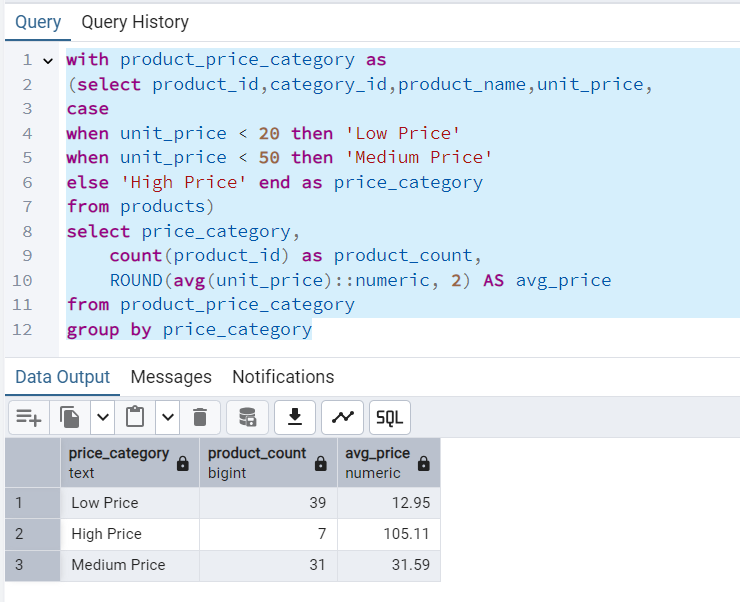 Query Query History
1 with product_price_category as
2 (select product_id,category_id,product_name,unit_price,
3 case
4 when unit_price < 20 then 'Low Price'
5 when unit_price < 50 then 'Medium Price'
6 else 'High Price' end as price_category
7 from products)
8 select price_category,
9 count(product_id) as product_count,
10 ROUND(avg(unit_price)::numeric, 2) AS avg_price
11 from product_price_category
12 group by price_category
Data Output Messages Notifications
SQL
price_category product_count avg_price
text bigint numeric
1 Low Price 39 12.95
2 High Price 7 105.11
3 Medium Price 31 31.59